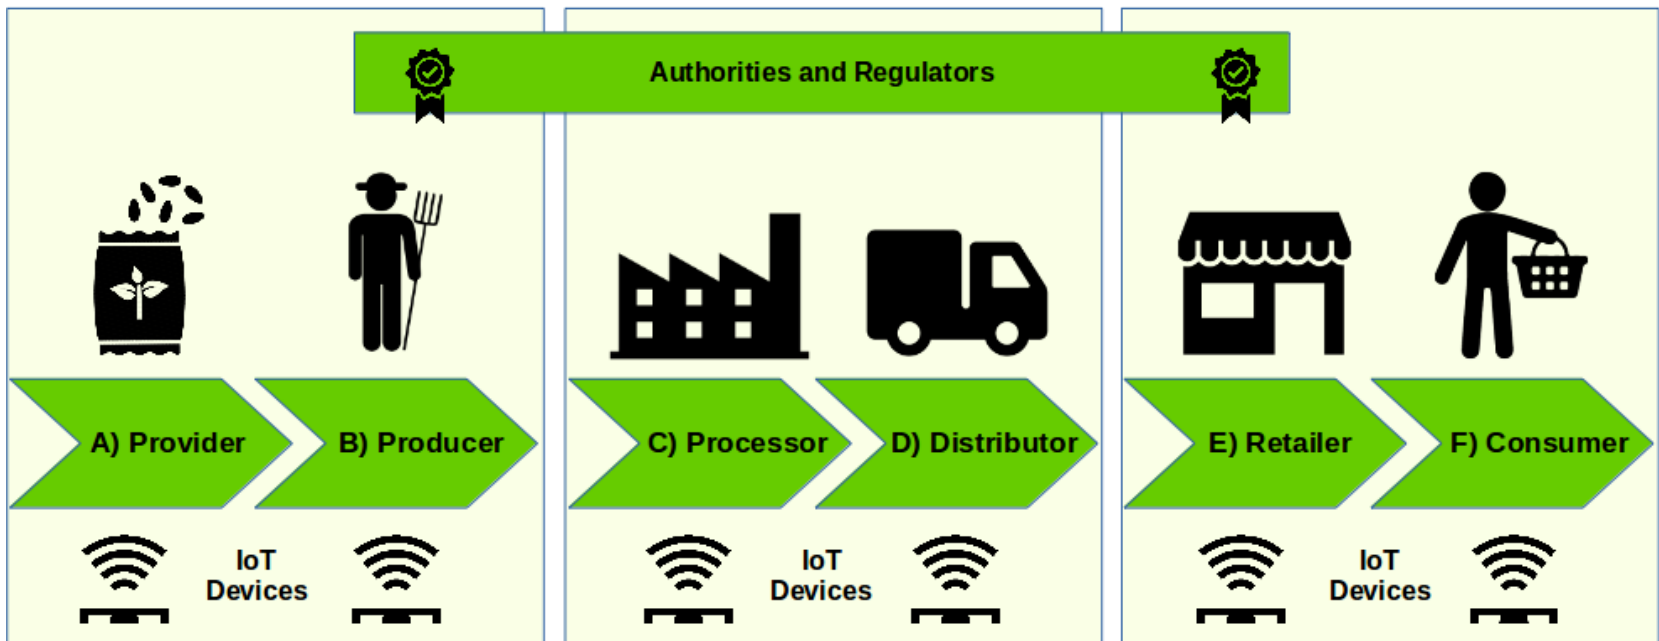 Authorities and Regulators
A) Provider
B) Producer
C) Processor
D) Distributor
E) Retailer
F) Consumer
IoT
Devices
IoT
Devices
IoT
Devices